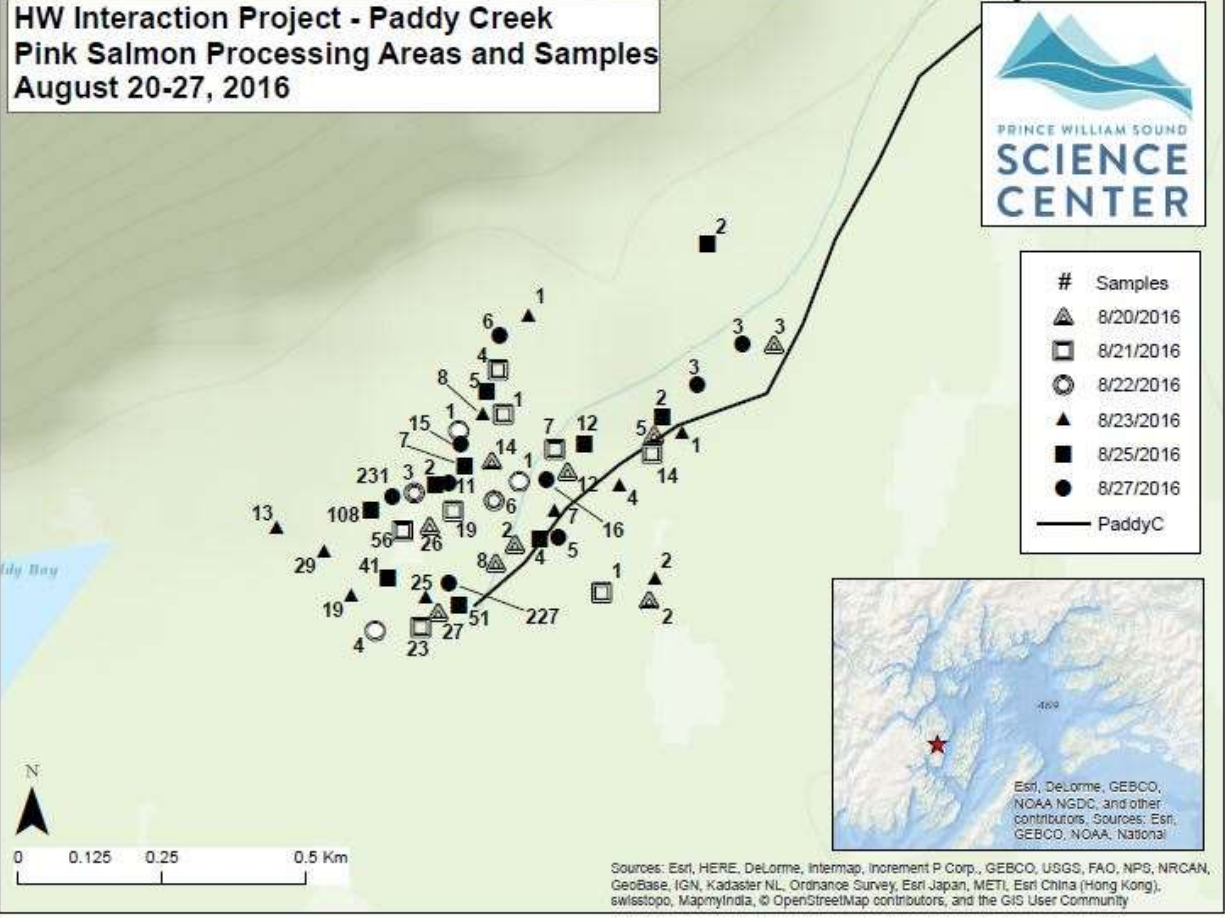 HW Interaction Project - Paddy Creek
Pink Salmon Processing Areas and Samples
August 20-27, 2016
PRINCE WILLIAM SOUND
SCIENCE
CENTER
# Samples
8/20/2016
8/21/2016
8/22/2016
8/23/2016
8/25/2016
8/27/2016
PaddyC
2
1
6
3 3
4
3
8 5
1
2
1
15
7 12
5
1
7
14
14
231 3 2
11
1
12
4
13
108
19
6
7
16
56
26
2
4
5
29
8
41
25
1
2
19
51
227
2
27
4
23
dy Bay
N
0 0.125 0.25 0.5 Km
Esri, DeLorme, GEBCO,
NOAA NGDC, and other
contributors, Sources: Esri,
GEBCO, NOAA, National
Sources: Esri, HERE, DeLorme, Intermap, increment P Corp., GEBCO, USGS, FAO, NPS, NRCAN,
GeoBase, IGN, Kadaster NL, Ordnance Survey, Esri Japan, METI, Esri China (Hong Kong),
swisstopo, MapmyIndia, © OpenStreetMap contributors, and the GIS User Community